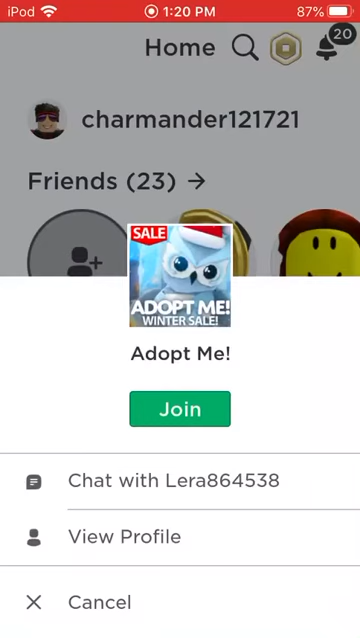 iPod 1:20 PM 87%
Home 20
charmander121721
Friends (23) →
SALE
ADOPT ME!
WINTER SALE!
Adopt Me!
Join
Chat with Lera864538
View Profile
Cancel